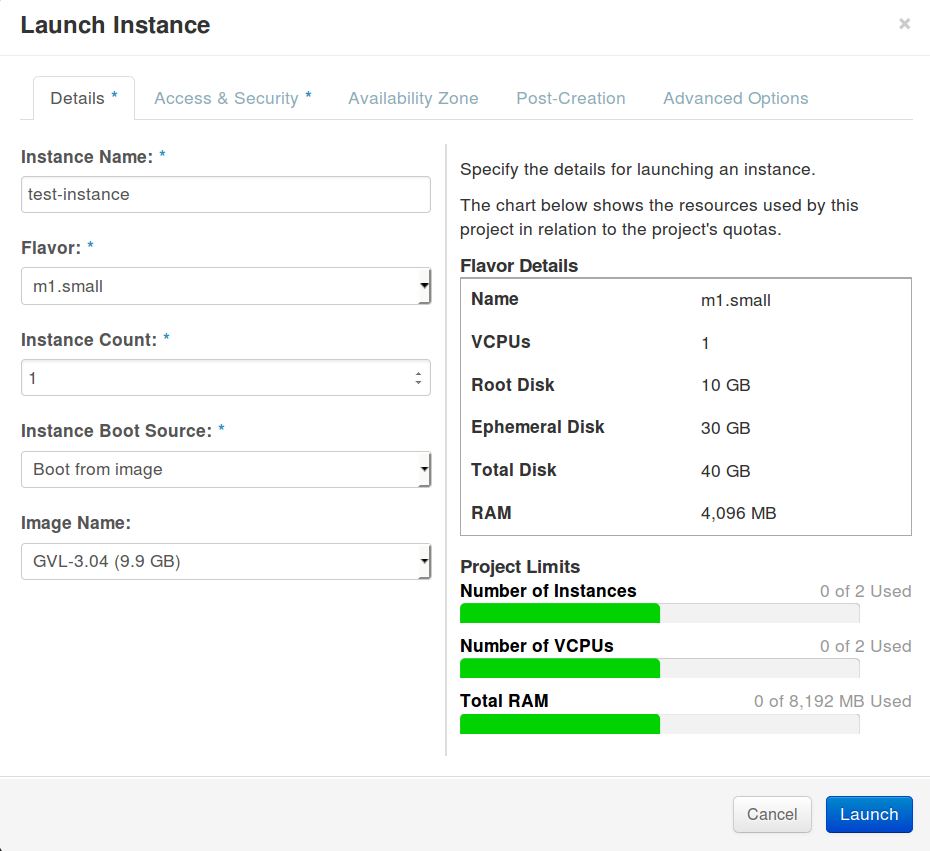 Launch Instance ×
Details * Access & Security * Availability Zone Post-Creation Advanced Options
Instance Name: *
test-instance
Flavor: *
m1.small
Instance Count: *
1
Instance Boot Source: *
Boot from image
Image Name:
GVL-3.04 (9.9 GB)
Specify the details for launching an instance.
The chart below shows the resources used by this
project in relation to the project's quotas.
Flavor Details
Name m1.small
VCPUs 1
Root Disk 10 GB
Ephemeral Disk 30 GB
Total Disk 40 GB
RAM 4,096 MB
Project Limits
Number of Instances 0 of 2 Used
Number of VCPUs 0 of 2 Used
Total RAM 0 of 8,192 MB Used
Cancel Launch